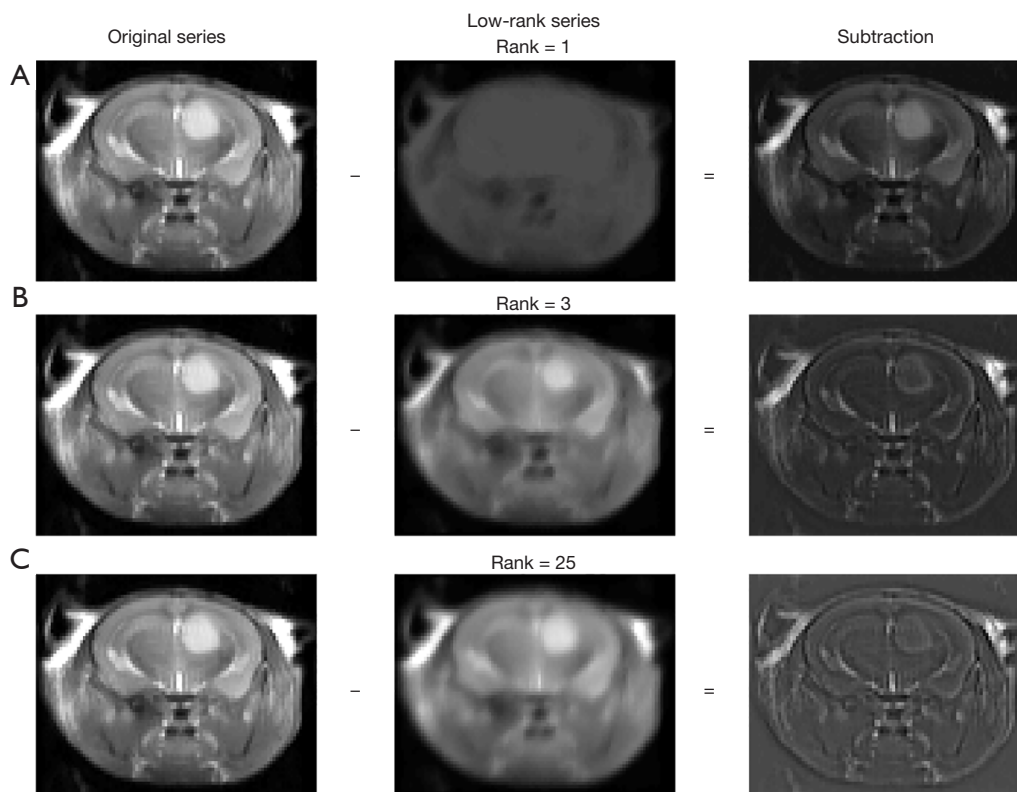 Original series
Low-rank series
Rank = 1
Subtraction
A
–
=
B
Rank = 3
–
=
C
Rank = 25
–
=